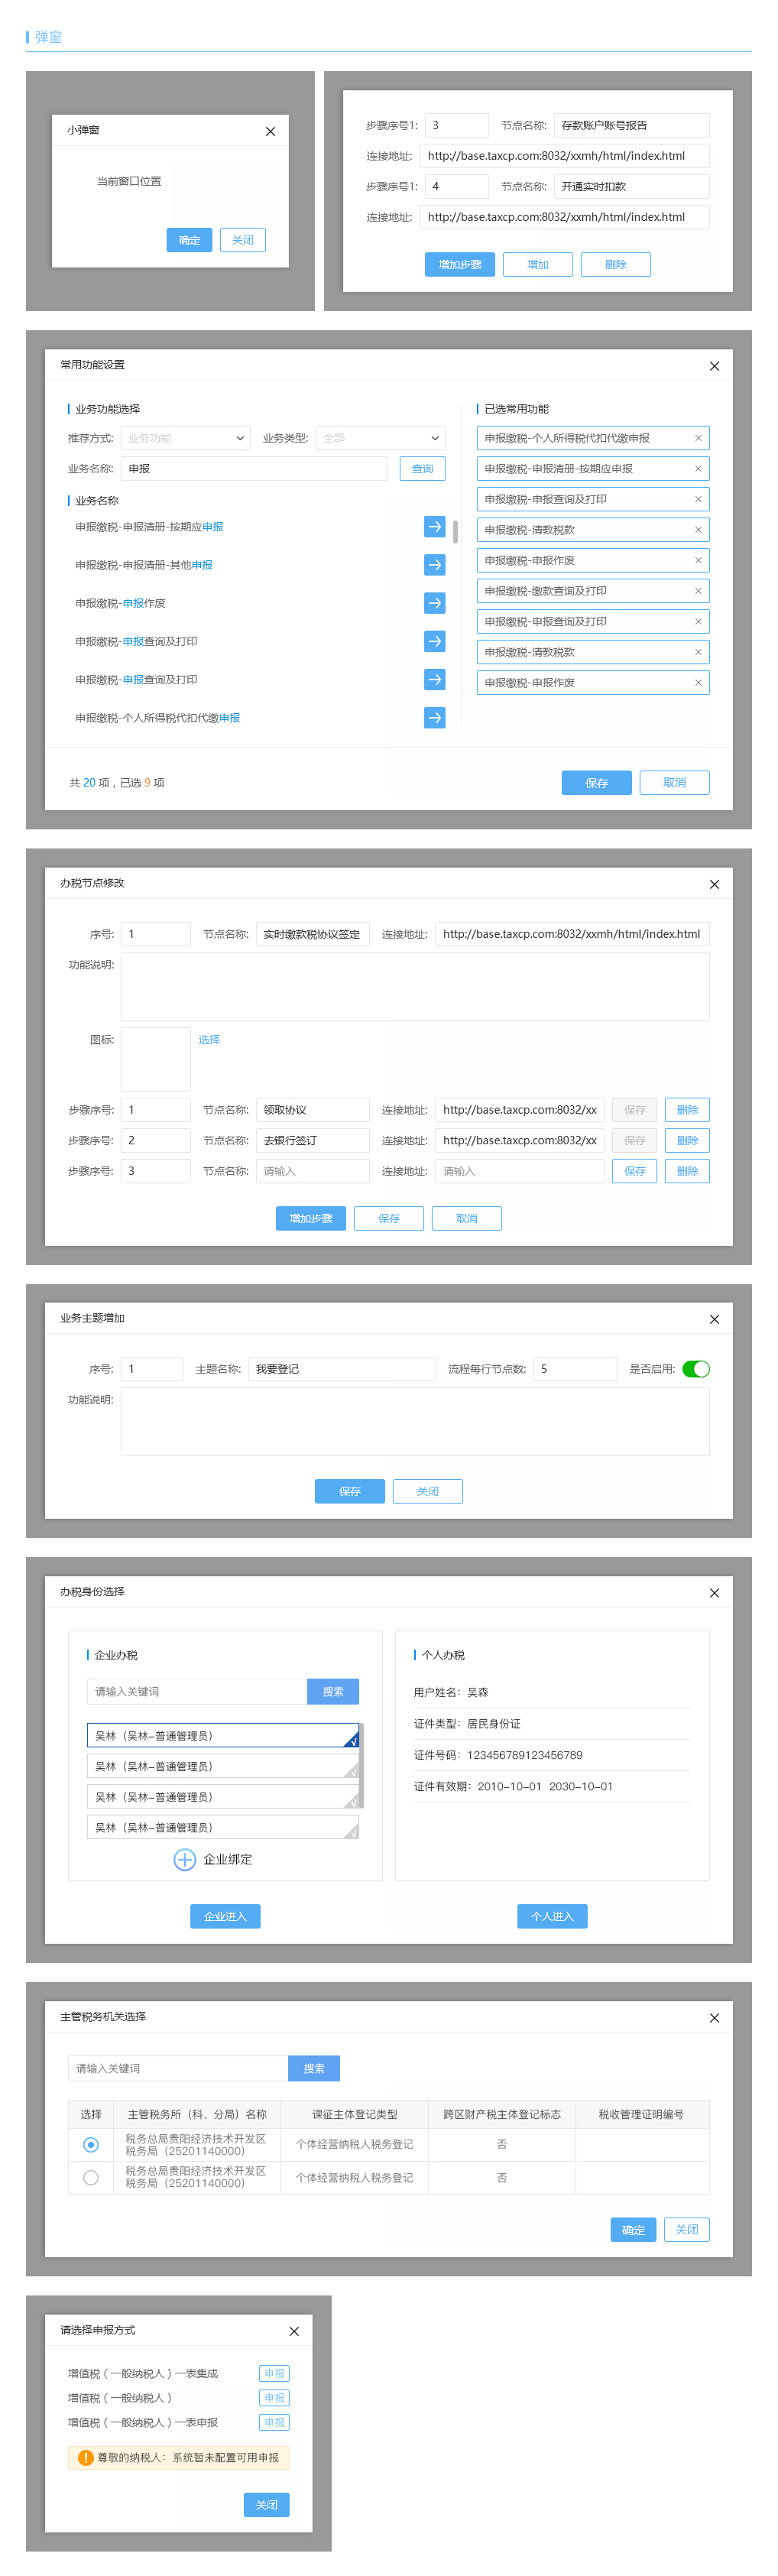 弹窗
小弹窗
当前窗口位置
确定 关闭
步骤序号1: 3 节点名称: 存款账户账号报告
连接地址: http://base.taxcp.com:8032/xxmh/html/index.html
步骤序号1: 4 节点名称: 开通实时扣款
连接地址: http://base.taxcp.com:8032/xxmh/html/index.html
增加步骤 增加 删除
常用功能设置
业务功能选择
推荐方式: 业务功能 业务类型: 全部
业务名称: 申报 查询
业务名称
申报缴税-申报清册-按期应申报
申报缴税-申报清册-其他申报
申报缴税-申报作废
申报缴税-申报查询及打印
申报缴税-申报查询及打印
申报缴税-个人所得税代扣代缴申报
已选常用功能
申报缴税-个人所得税代扣代缴申报
申报缴税-申报清册-按期应申报
申报缴税-申报查询及打印
申报缴税-清教税款
申报缴税-申报作废
申报缴税-缴款查询及打印
申报缴税-申报查询及打印
申报缴税-清教税款
申报缴税-申报作废
共 20 项，已选 9 项
保存 取消
办税节点修改
序号: 1 节点名称: 实时缴款税协议签定 连接地址: http://base.taxcp.com:8032/xxmh/html/index.html
功能说明:
图标: 选择
步骤序号: 1 节点名称: 领取协议 连接地址: http://base.taxcp.com:8032/xx 保存 删除
步骤序号: 2 节点名称: 去银行签订 连接地址: http://base.taxcp.com:8032/xx 保存 删除
步骤序号: 3 节点名称: 请输入 连接地址: 请输入 保存 删除
增加步骤 保存 取消
业务主题增加
序号: 1 主题名称: 我要登记 流程每行节点数: 5 是否启用:
功能说明:
保存 关闭
办税身份选择
企业办税
请输入关键词 搜索
吴林（吴林-普通管理员）
吴林（吴林-普通管理员）
吴林（吴林-普通管理员）
吴林（吴林-普通管理员）
企业绑定
企业进入
个人办税
用户姓名：吴森
证件类型：居民身份证
证件号码：123456789123456789
证件有效期：2010-10-01 2030-10-01
个人进入
主管税务机关选择
请输入关键词 搜索
选择 主管税务所（科、分局）名称 课征主体登记类型 跨区财产税主体登记标志 税收管理证明编号
税务总局贵阳经济技术开发区
税务局（25201140000） 个体经营纳税人税务登记 否
税务总局贵阳经济技术开发区
税务局（25201140000） 个体经营纳税人税务登记 否
确定 关闭
请选择申报方式
增值税（一般纳税人）一表集成 申报
增值税（一般纳税人） 申报
增值税（一般纳税人）一表申报 申报
尊敬的纳税人：系统暂未配置可用申报
关闭